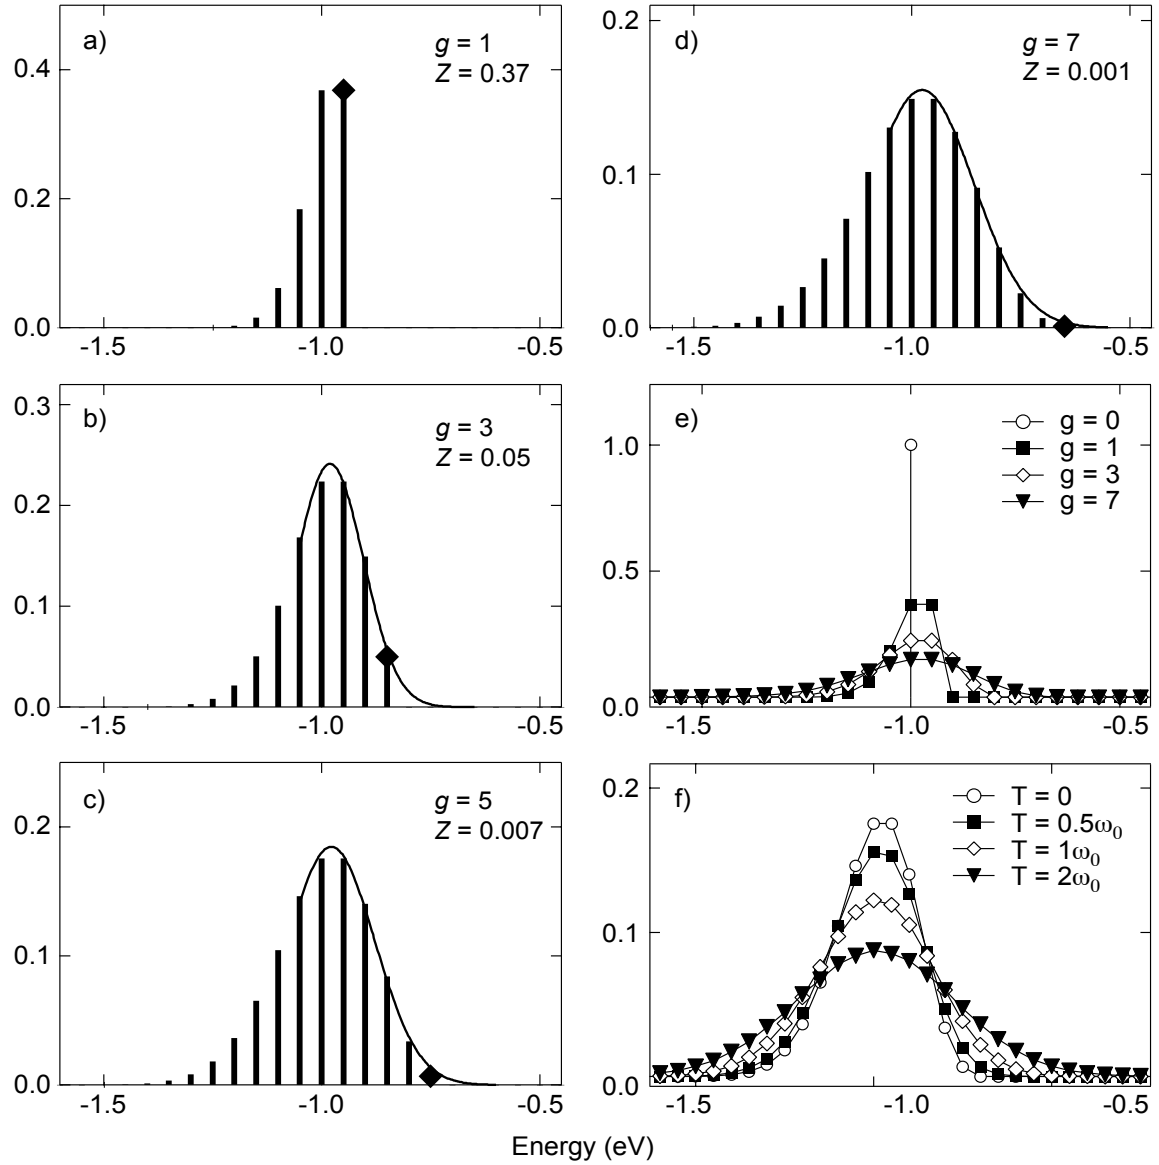 a)
g = 1
Z = 0.37
0.4
0.2
0.0
-1.5
-1.0
-0.5
d)
g = 7
Z = 0.001
0.2
0.1
0.0
-1.5
-1.0
-0.5
b)
g = 3
Z = 0.05
0.3
0.2
0.1
0.0
-1.5
-1.0
-0.5
e)
g = 0
g = 1
g = 3
g = 7
1.0
0.5
0.0
-1.5
-1.0
-0.5
c)
g = 5
Z = 0.007
0.2
0.1
0.0
-1.5
-1.0
-0.5
f)
T = 0
T = 0.5ω₀
T = 1ω₀
T = 2ω₀
0.2
0.1
0.0
-1.5
-1.0
-0.5
Energy (eV)